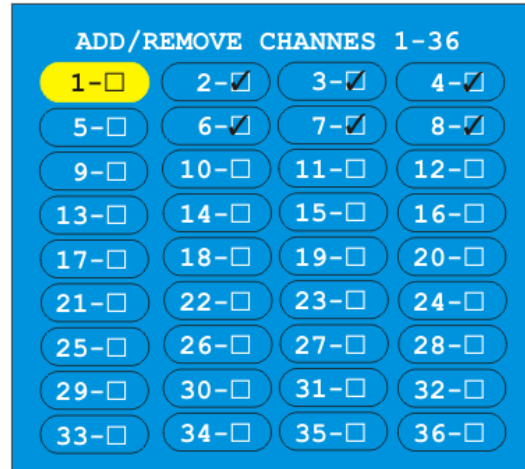 ADD/REMOVE CHANNES 1-36
1-☐ 2-☑ 3-☑ 4-☑
5-☐ 6-☑ 7-☑ 8-☑
9-☐ 10-☐ 11-☐ 12-☐
13-☐ 14-☐ 15-☐ 16-☐
17-☐ 18-☐ 19-☐ 20-☐
21-☐ 22-☐ 23-☐ 24-☐
25-☐ 26-☐ 27-☐ 28-☐
29-☐ 30-☐ 31-☐ 32-☐
33-☐ 34-☐ 35-☐ 36-☐